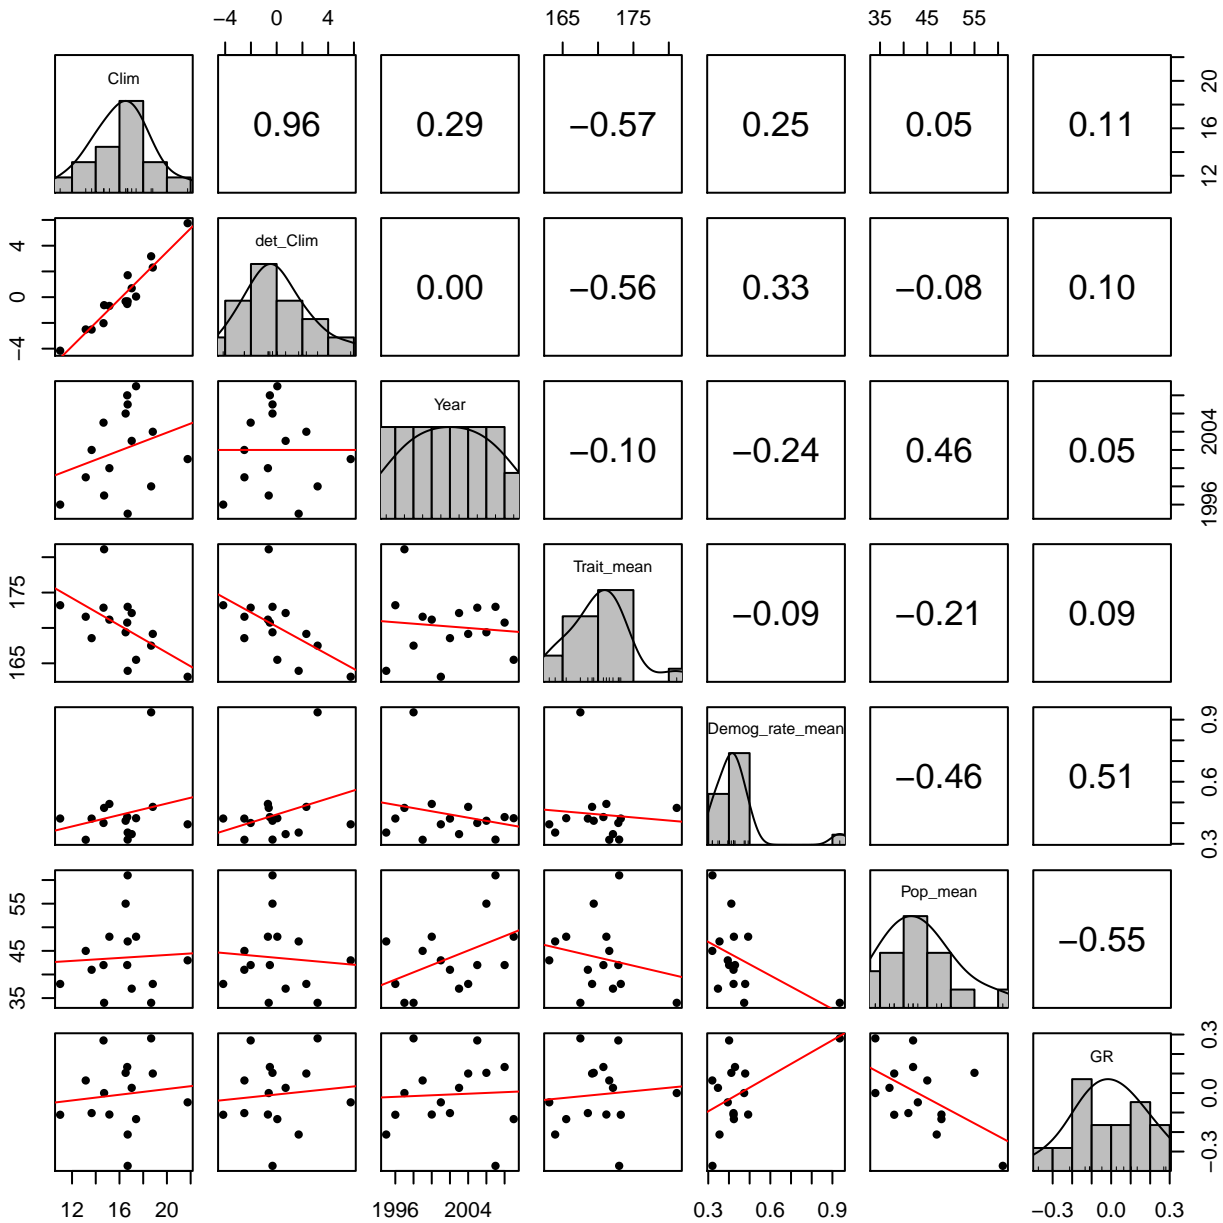 −4 0 4 165 175 35 45 55
Clim 0.96 0.29 −0.57 0.25 0.05 0.11 12 16 20
−4 0 4 det_Clim 0.00 −0.56 0.33 −0.08 0.10
Year −0.10 −0.24 0.46 0.05 1996 2004
165 175 Trait_mean −0.09 −0.21 0.09
Demog_rate_mean −0.46 0.51 0.3 0.6 0.9
35 45 55 Pop_mean −0.55
GR −0.3 0.0 0.3
12 16 20 1996 2004 0.3 0.6 0.9 −0.3 0.0 0.3